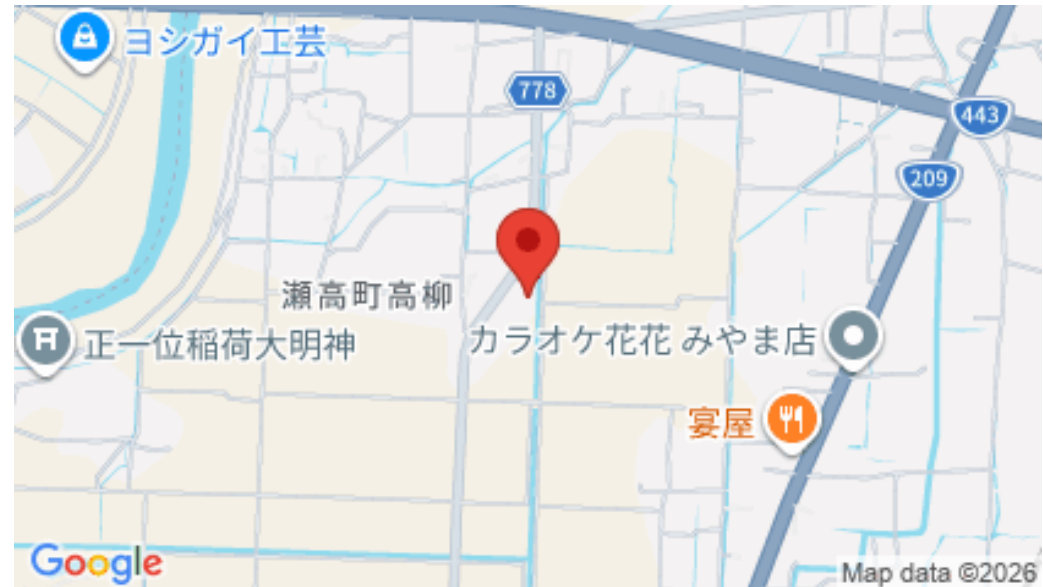 ヨシガイ工芸
778
443
209
瀬高町高柳
正一位稲荷大明神
カラオケ花花 みやま店
宴屋
Google
Map data ©2026